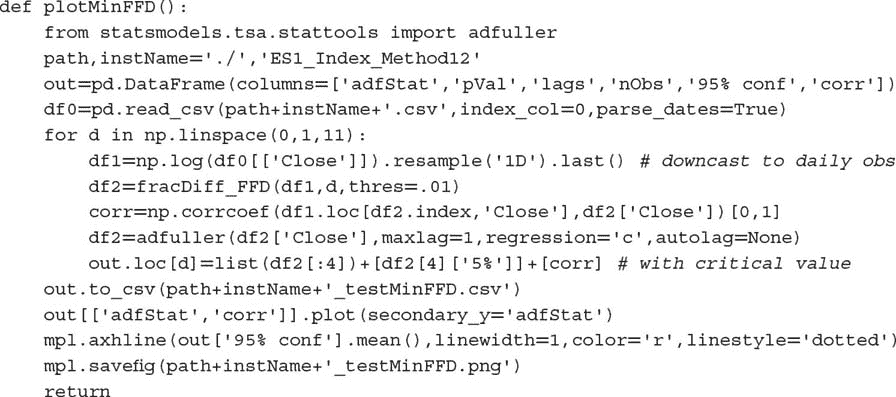 def plotMinFFD():
    from statsmodels.tsa.stattools import adfuller
    path,instName='./','ES1_Index_Method12'
    out=pd.DataFrame(columns=['adfStat','pVal','lags','nObs','95% conf','corr'])
    df0=pd.read_csv(path+instName+'.csv',index_col=0,parse_dates=True)
    for d in np.linspace(0,1,11):
        df1=np.log(df0[['Close']]).resample('1D').last() # downcast to daily obs
        df2=fracDiff_FFD(df1,d,thres=.01)
        corr=np.corrcoef(df1.loc[df2.index,'Close'],df2['Close'])[0,1]
        df2=adfuller(df2['Close'],maxlag=1,regression='c',autolag=None)
        out.loc[d]=list(df2[:4])+[df2[4]['5%']]+[corr] # with critical value
    out.to_csv(path+instName+'_testMinFFD.csv')
    out[['adfStat','corr']].plot(secondary_y='adfStat')
    mpl.axhline(out['95% conf'].mean(),linewidth=1,color='r',linestyle='dotted')
    mpl.savefig(path+instName+'_testMinFFD.png')
    return